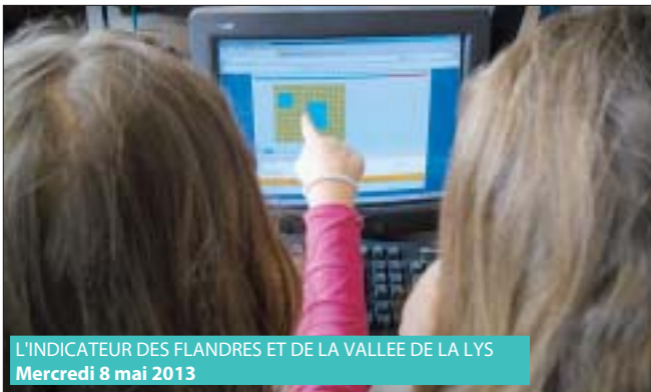 L'INDICATEUR DES FLANDRES ET DE LA VALLEE DE LA LYS
Mercredi 8 mai 2013